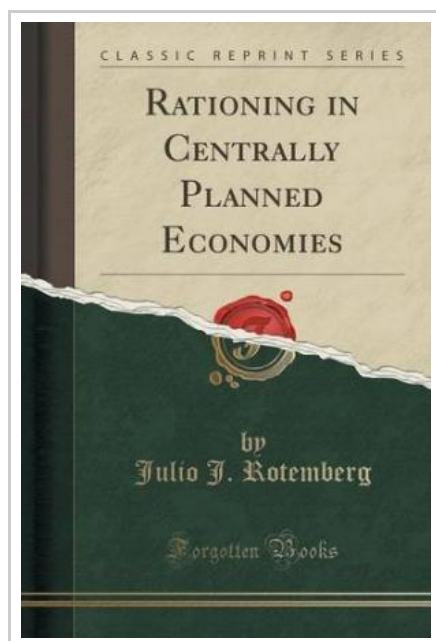 CLASSIC REPRINT SERIES
RATIONING IN
CENTRALLY
PLANNED
ECONOMIES
by
Julio J. Rotemberg
Forgotten Books